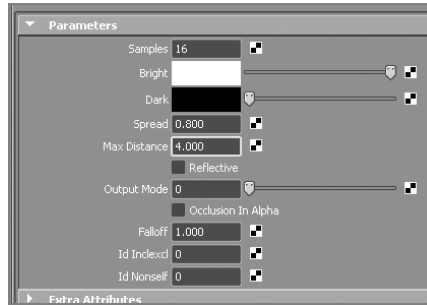 Parameters
Samples 16
Bright
Dark
Spread 0.800
Max Distance 4.000
Reflective
Output Mode 0
Occlusion In Alpha
Falloff 1.000
Id Inclexcl 0
Id Nonself 0
Extra Attributes